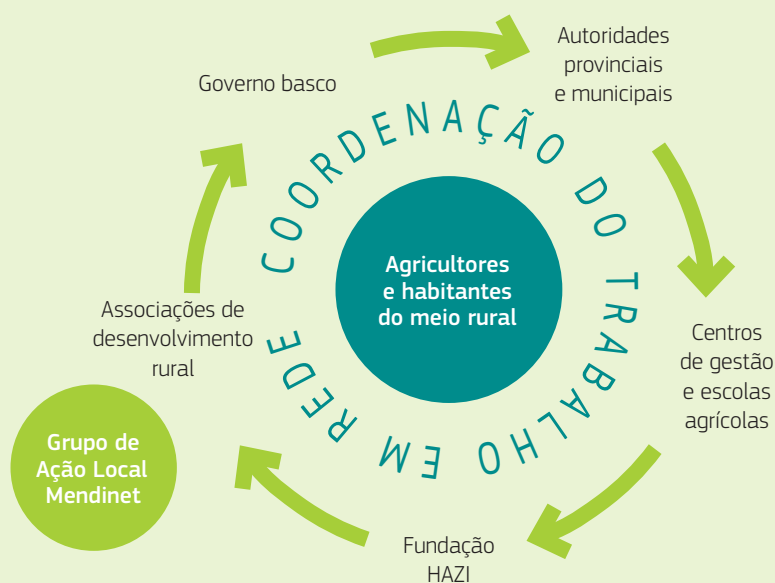 Governo basco
Autoridades
provinciais
e municipais
COORDENAÇÃO DO TRABALHO EM REDE
Agricultores
e habitantes
do meio rural
Associações de
desenvolvimento
rural
Centros
de gestão
e escolas
agrícolas
Grupo de
Ação Local
Mendinet
Fundação
HAZI